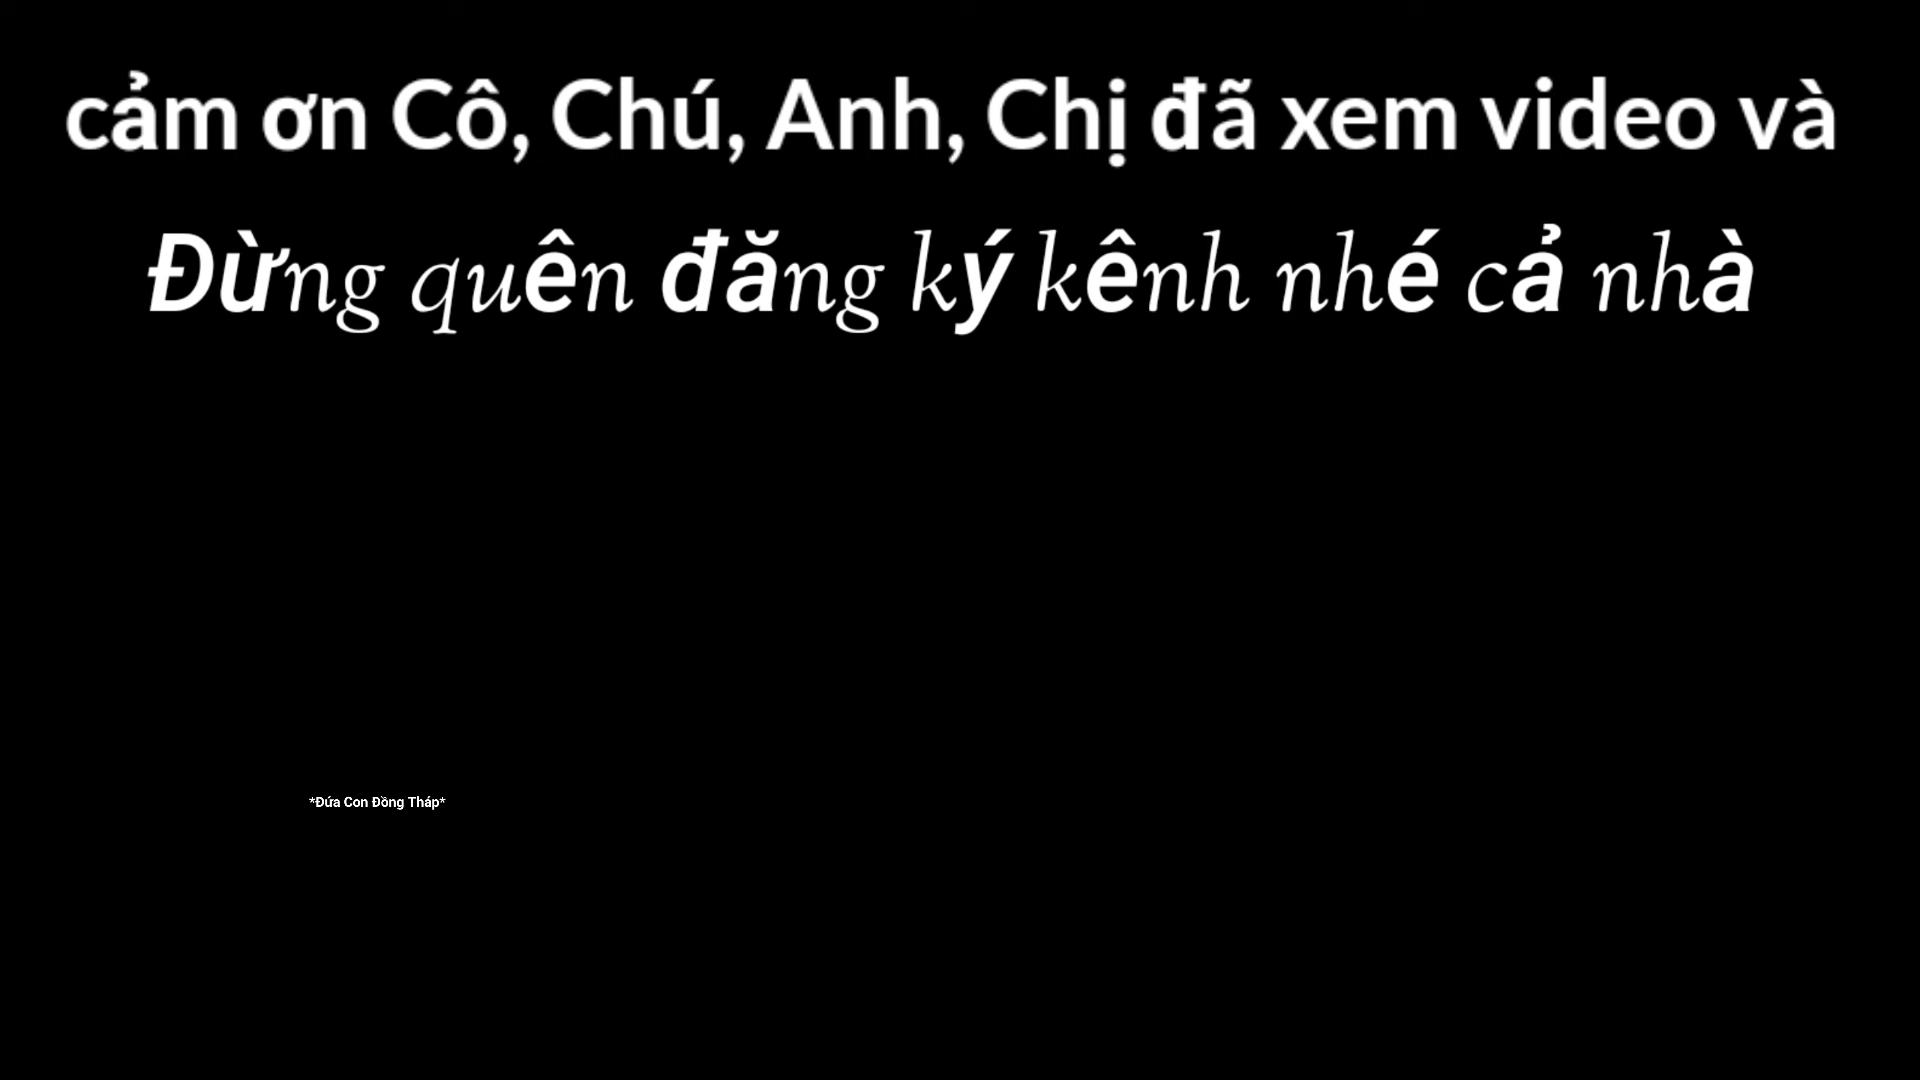 cảm ơn Cô, Chú, Anh, Chị đã xem video và
Đừng quên đăng ký kênh nhé cả nhà
*Đứa Con Đồng Tháp*